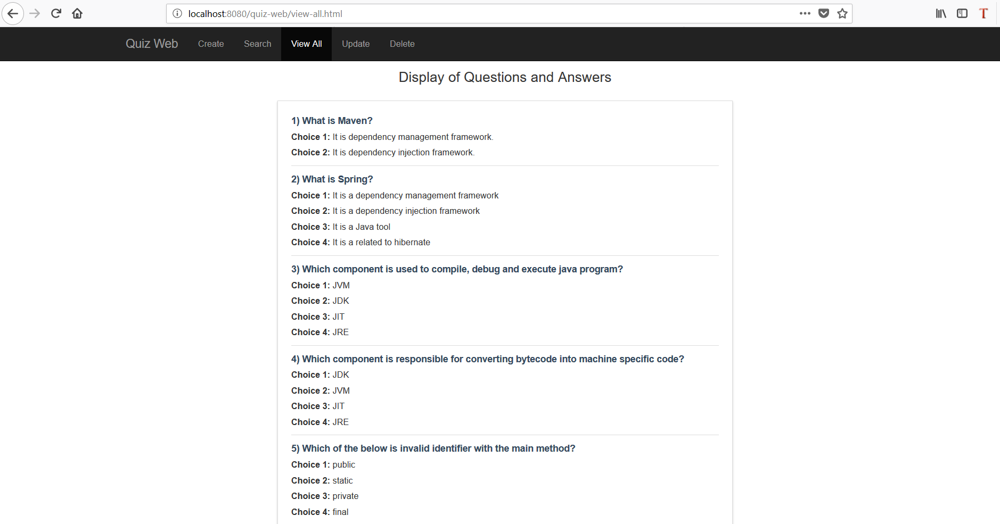 localhost:8080/quiz-web/view-all.html
Quiz Web Create Search View All Update Delete
Display of Questions and Answers
1) What is Maven?
Choice 1: It is dependency management framework.
Choice 2: It is dependency injection framework.
2) What is Spring?
Choice 1: It is a dependency management framework
Choice 2: It is a dependency injection framework
Choice 3: It is a Java tool
Choice 4: It is a related to hibernate
3) Which component is used to compile, debug and execute java program?
Choice 1: JVM
Choice 2: JDK
Choice 3: JIT
Choice 4: JRE
4) Which component is responsible for converting bytecode into machine specific code?
Choice 1: JDK
Choice 2: JVM
Choice 3: JIT
Choice 4: JRE
5) Which of the below is invalid identifier with the main method?
Choice 1: public
Choice 2: static
Choice 3: private
Choice 4: final